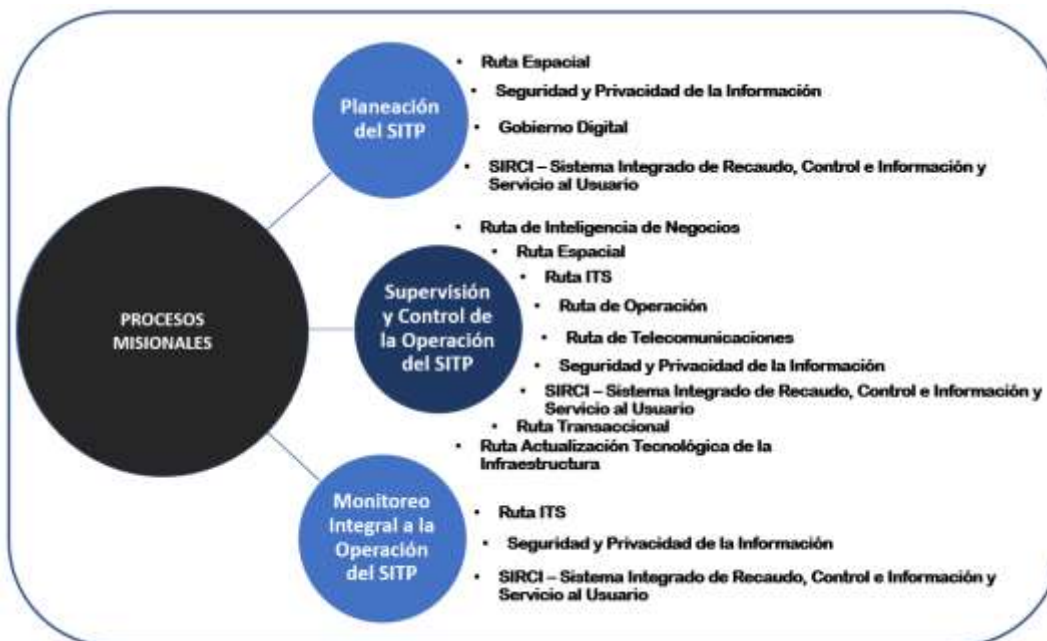 PROCESOS
MISIONALES
Planeación
del SITP
• Ruta Espacial
• Seguridad y Privacidad de la Información
• Gobierno Digital
• SIRCI – Sistema Integrado de Recaudo, Control e Información y
Servicio al Usuario
Supervisión
y Control de
la Operación
del SITP
• Ruta de Inteligencia de Negocios
• Ruta Espacial
• Ruta ITS
• Ruta de Operación
• Ruta de Telecomunicaciones
• Seguridad y Privacidad de la Información
• SIRCI – Sistema Integrado de Recaudo, Control e Información y
Servicio al Usuario
• Ruta Transaccional
• Ruta Actualización Tecnológica de la
Infraestructura
Monitoreo
Integral a la
Operación
del SITP
• Ruta ITS
• Seguridad y Privacidad de la Información
• SIRCI – Sistema Integrado de Recaudo, Control e Información y
Servicio al Usuario